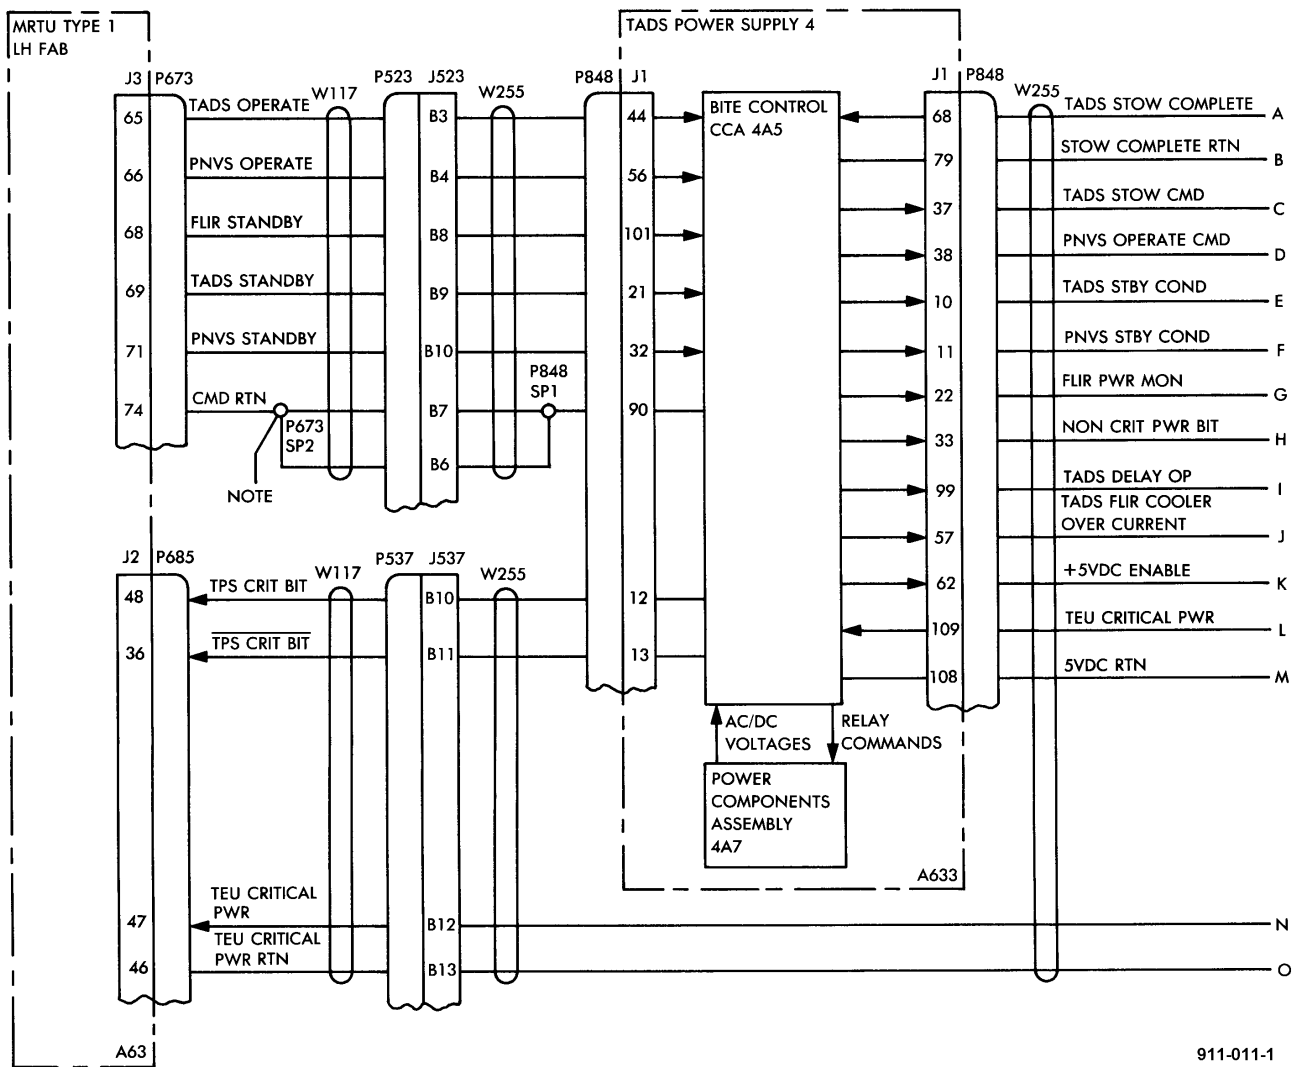 MRTU TYPE 1
LH FAB
TADS POWER SUPPLY 4
J3 P673
W117
P523 J523
W255
P848 J1
J1 P848
W255
BITE CONTROL
CCA 4A5
65 TADS OPERATE B3 44 68 TADS STOW COMPLETE A
79 STOW COMPLETE RTN B
66 PNVS OPERATE B4 56
37 TADS STOW CMD C
68 FLIR STANDBY B8 101
38 PNVS OPERATE CMD D
69 TADS STANDBY B9 21
10 TADS STBY COND E
71 PNVS STANDBY B10 32
11 PNVS STBY COND F
P848
SP1
22 FLIR PWR MON G
74 CMD RTN B7 90
P673
SP2
33 NON CRIT PWR BIT H
B6
NOTE
99 TADS DELAY OP I
TADS FLIR COOLER
57 OVER CURRENT J
J2 P685
W117
P537 J537
W255
62 +5VDC ENABLE K
48 TPS CRIT BIT B10 12
109 TEU CRITICAL PWR L
36 TPS CRIT BIT B11 13
108 5VDC RTN M
AC/DC
VOLTAGES
RELAY
COMMANDS
POWER
COMPONENTS
ASSEMBLY
4A7
A633
TEU CRITICAL
47 PWR B12 N
TEU CRITICAL
46 PWR RTN B13 O
A63
911-011-1